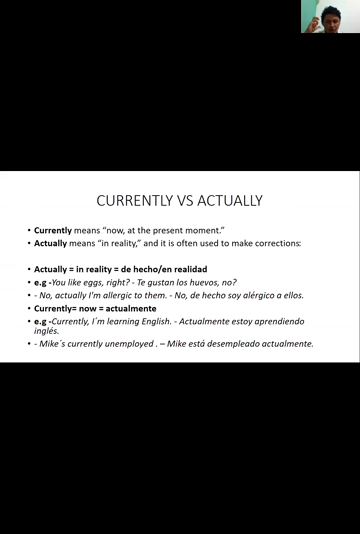 CURRENTLY VS ACTUALLY
• Currently means “now, at the present moment.”
• Actually means “in reality,” and it is often used to make corrections:
• Actually = in reality = de hecho/en realidad
• e.g -You like eggs, right? - Te gustan los huevos, no?
• - No, actually I'm allergic to them. - No, de hecho soy alérgico a ellos.
• Currently= now = actualmente
• e.g -Currently, I´m learning English. - Actualmente estoy aprendiendo
inglés.
• - Mike´s currently unemployed . – Mike está desempleado actualmente.